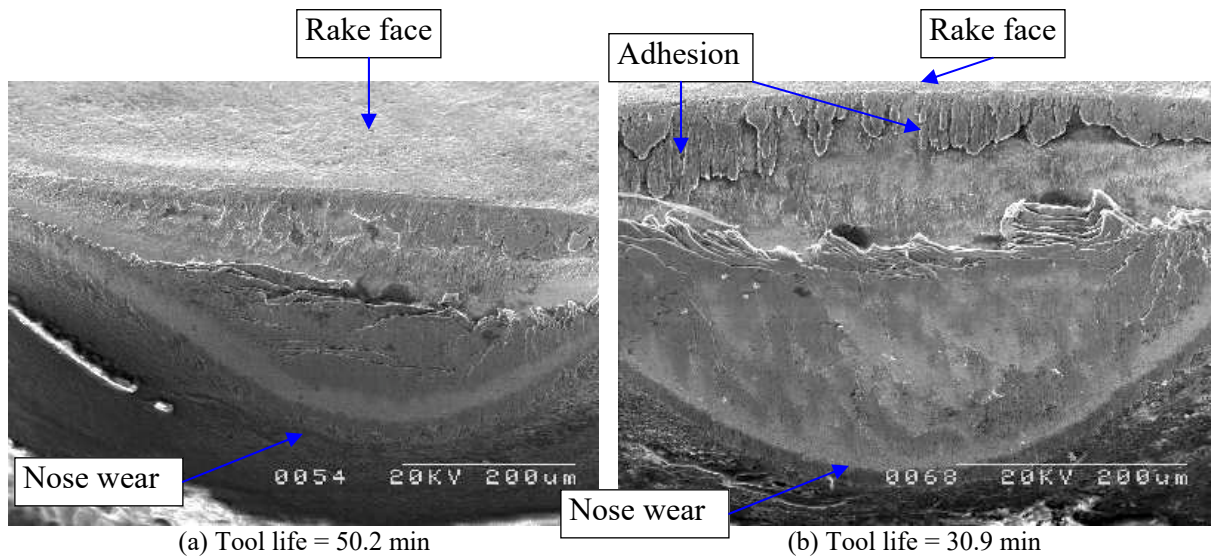 Rake face
Adhesion
Rake face
Nose wear
0054 20KV 200um
Nose wear
0068 20KV 200um
(a) Tool life = 50.2 min
(b) Tool life = 30.9 min